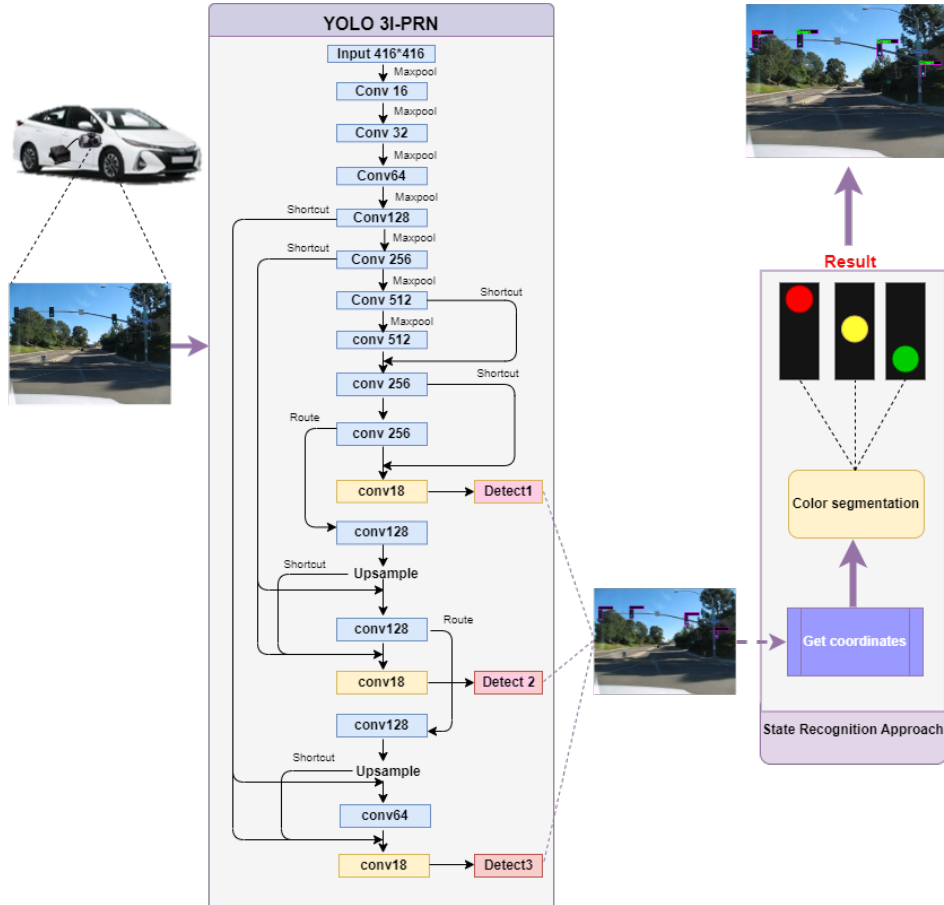 YOLO 3I-PRN
Input 416*416
Maxpool
Conv 16
Maxpool
Conv 32
Maxpool
Conv64
Maxpool
Shortcut
Conv128
Maxpool
Shortcut
Conv 256
Maxpool
Conv 512
Shortcut
Maxpool
conv 512
conv 256
Shortcut
Route
conv 256
conv18
Detect1
conv128
Shortcut
Upsample
conv128
Route
conv18
Detect 2
conv128
Shortcut
Upsample
conv64
conv18
Detect3
Result
Color segmentation
Get coordinates
State Recognition Approach